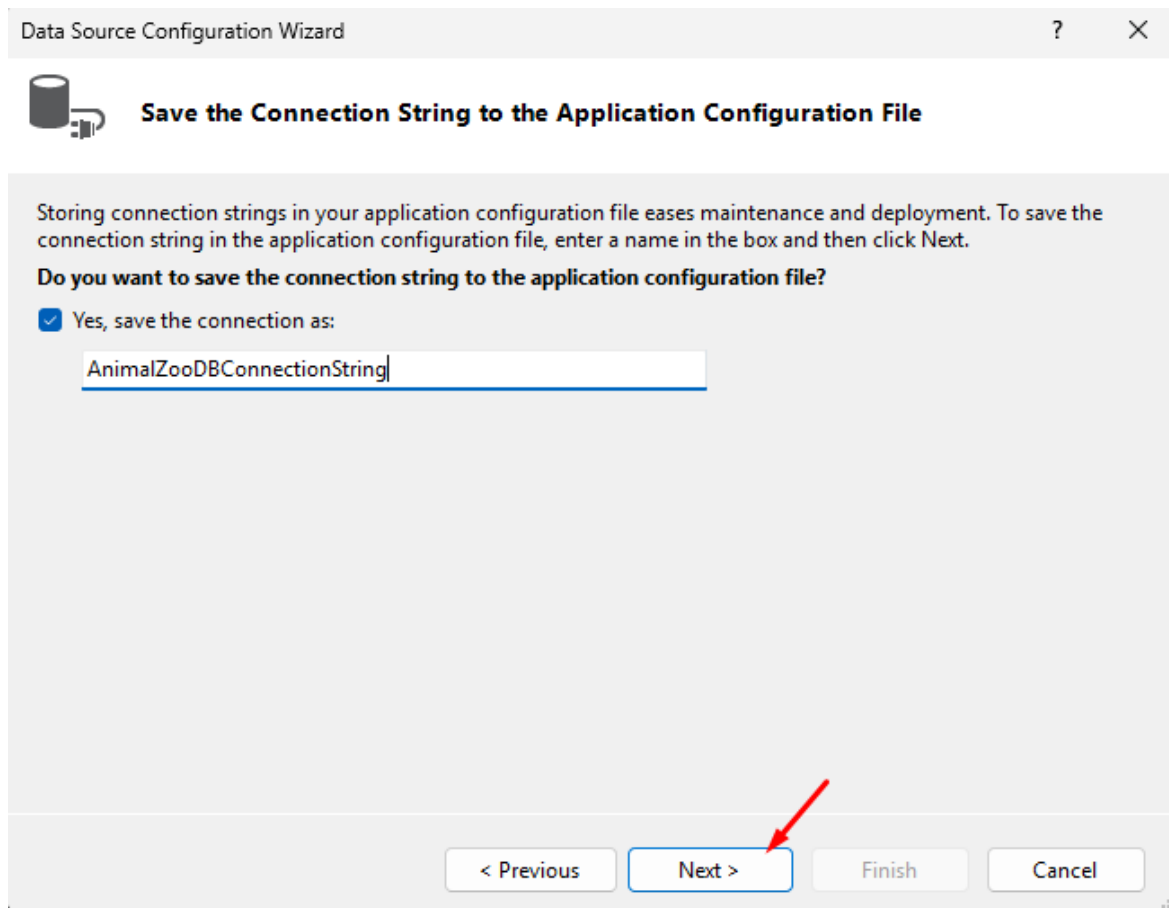 Data Source Configuration Wizard
?
Save the Connection String to the Application Configuration File
Storing connection strings in your application configuration file eases maintenance and deployment. To save the
connection string in the application configuration file, enter a name in the box and then click Next.
Do you want to save the connection string to the application configuration file?
Yes, save the connection as:
AnimalZooDBConnectionString
< Previous
Next >
Finish
Cancel